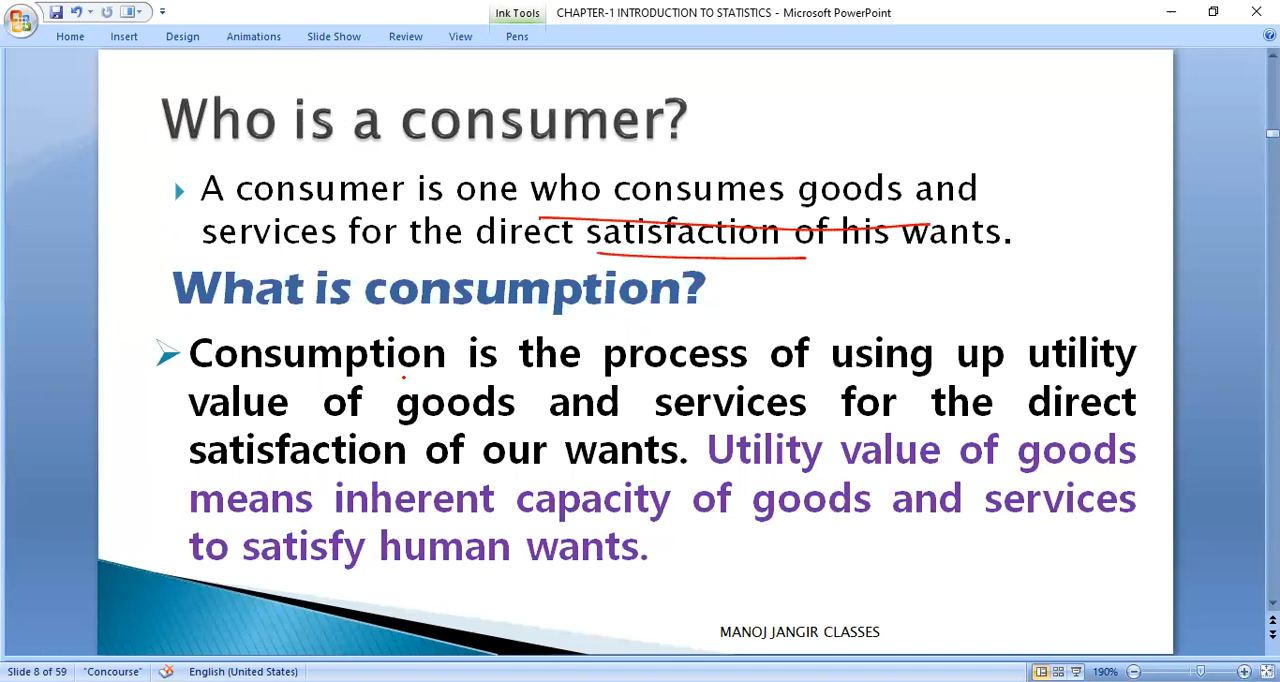 Ink Tools
CHAPTER-1 INTRODUCTION TO STATISTICS - Microsoft PowerPoint
Home Insert Design Animations Slide Show Review View Pens
Who is a consumer?
A consumer is one who consumes goods and
services for the direct satisfaction of his wants.
What is consumption?
Consumption is the process of using up utility
value of goods and services for the direct
satisfaction of our wants. Utility value of goods
means inherent capacity of goods and services
to satisfy human wants.
MANOJ JANGIR CLASSES
Slide 8 of 59 "Concourse" English (United States) 190%